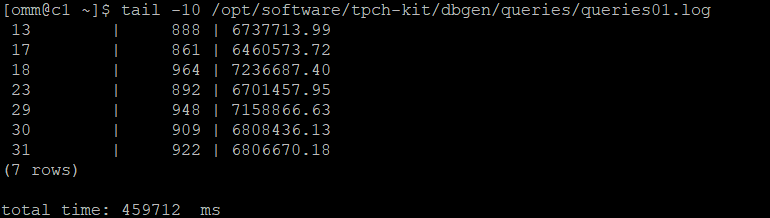 [omm@c1 ~]$ tail -10 /opt/software/tpch-kit/dbgen/queries/queries01.log
 13        |      888 | 6737713.99
 17        |      861 | 6460573.72
 18        |      964 | 7236687.40
 23        |      892 | 6701457.95
 29        |      948 | 7158866.63
 30        |      909 | 6808436.13
 31        |      922 | 6806670.18
(7 rows)

total time: 459712  ms